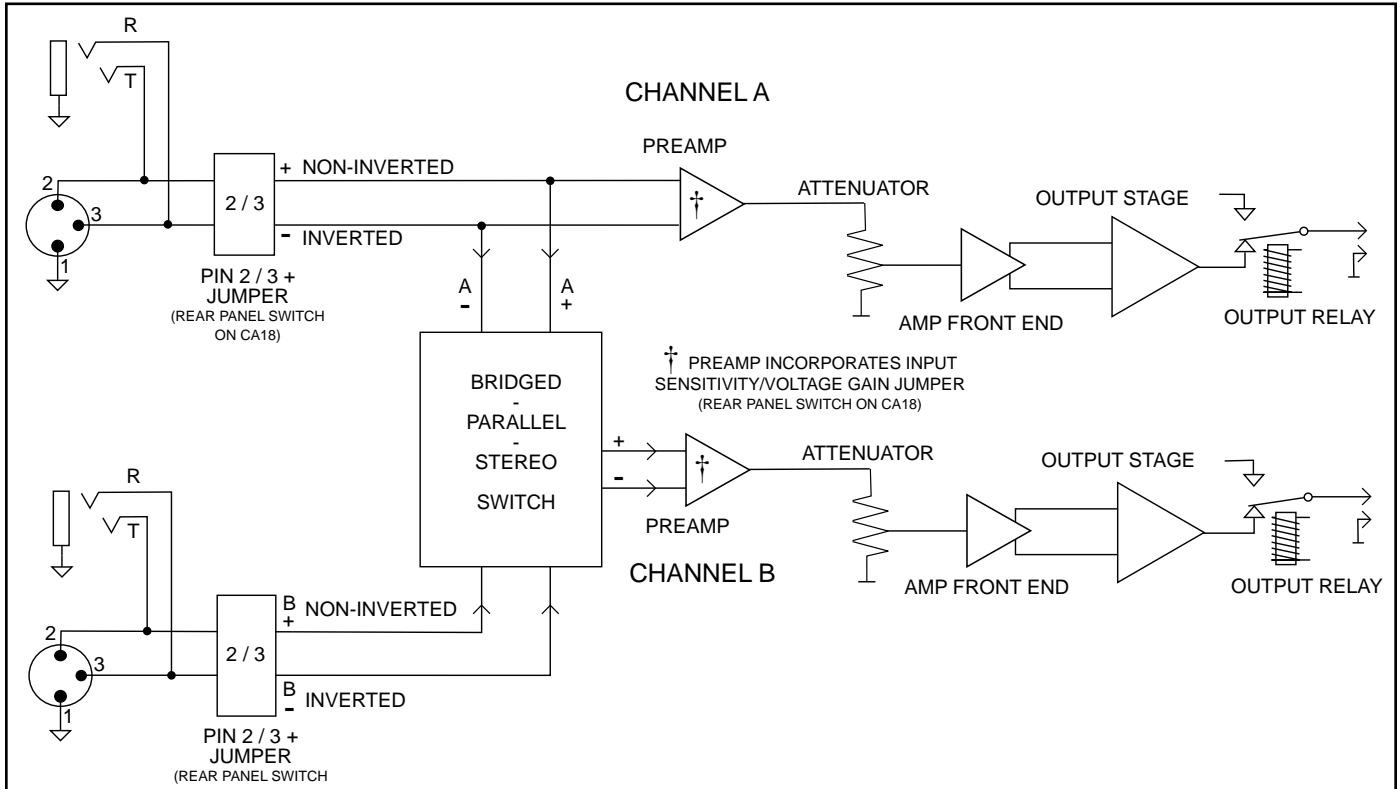 R
T
CHANNEL A
PREAMP
+ NON-INVERTED
ATTENUATOR
2
2 / 3
†
OUTPUT STAGE
3
- INVERTED
1
PIN 2 / 3 +
JUMPER
(REAR PANEL SWITCH
ON CA18)
A
-
A
+
AMP FRONT END
OUTPUT RELAY
† PREAMP INCORPORATES INPUT
SENSITIVITY/VOLTAGE GAIN JUMPER
(REAR PANEL SWITCH ON CA18)
BRIDGED
-
PARALLEL
-
STEREO
SWITCH
+
-
†
PREAMP
ATTENUATOR
OUTPUT STAGE
CHANNEL B
AMP FRONT END
OUTPUT RELAY
R
T
B
+
NON-INVERTED
2
2 / 3
3
B
-
INVERTED
1
PIN 2 / 3 +
JUMPER
(REAR PANEL SWITCH